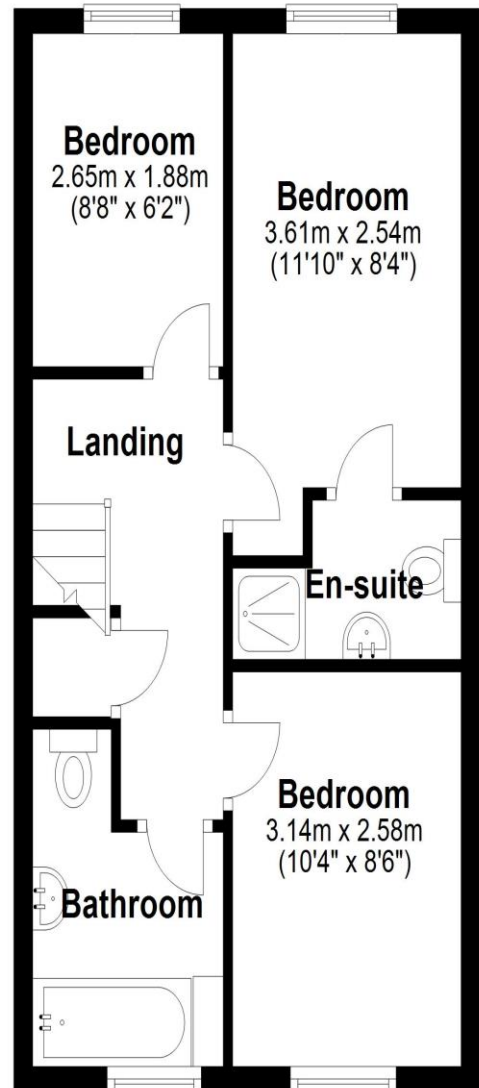 Bedroom
2.65m x 1.88m
(8'8" x 6'2")
Bedroom
3.61m x 2.54m
(11'10" x 8'4")
Landing
En-suite
Bedroom
3.14m x 2.58m
(10'4" x 8'6")
Bathroom